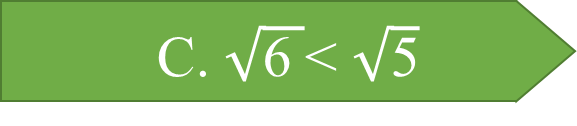 C. √6 < √5